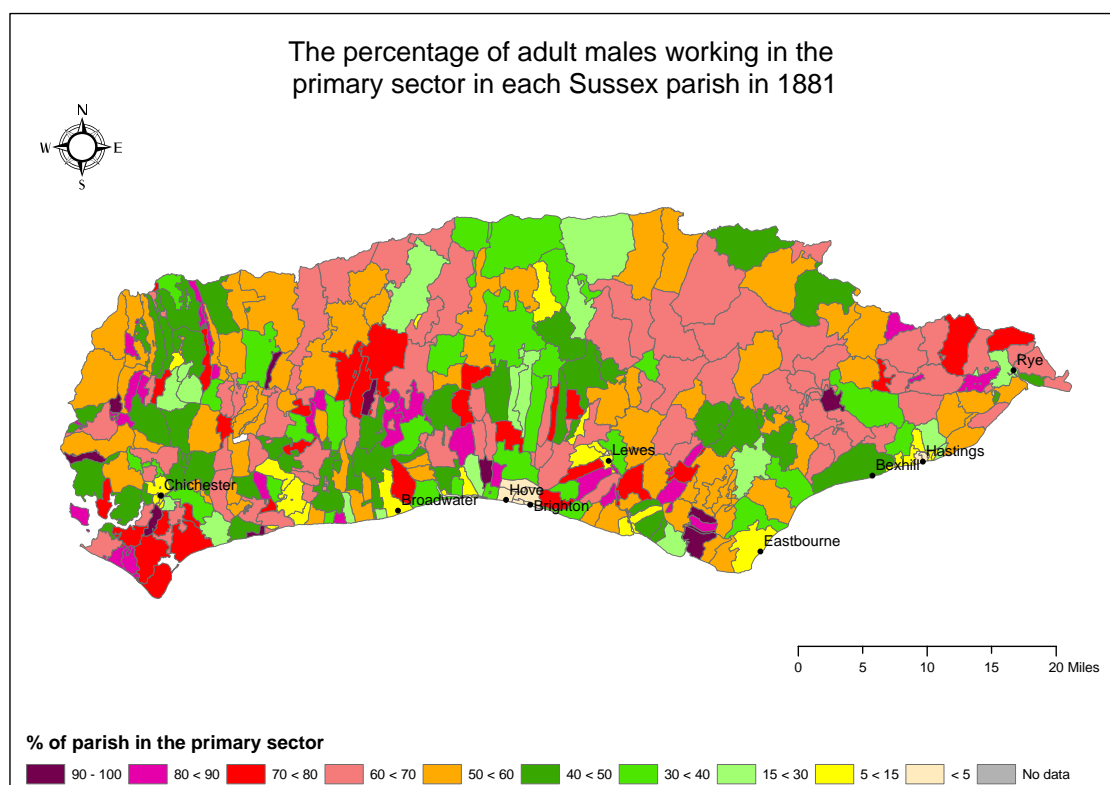 The percentage of adult males working in the
primary sector in each Sussex parish in 1881
N
W E
S
Rye
Lewes
Hastings
Bexhill
Chichester
Hove
Broadwater
Brighton
Eastbourne
0 5 10 15 20 Miles
% of parish in the primary sector
90 - 100 80 < 90 70 < 80 60 < 70 50 < 60 40 < 50 30 < 40 15 < 30 5 < 15 < 5 No data